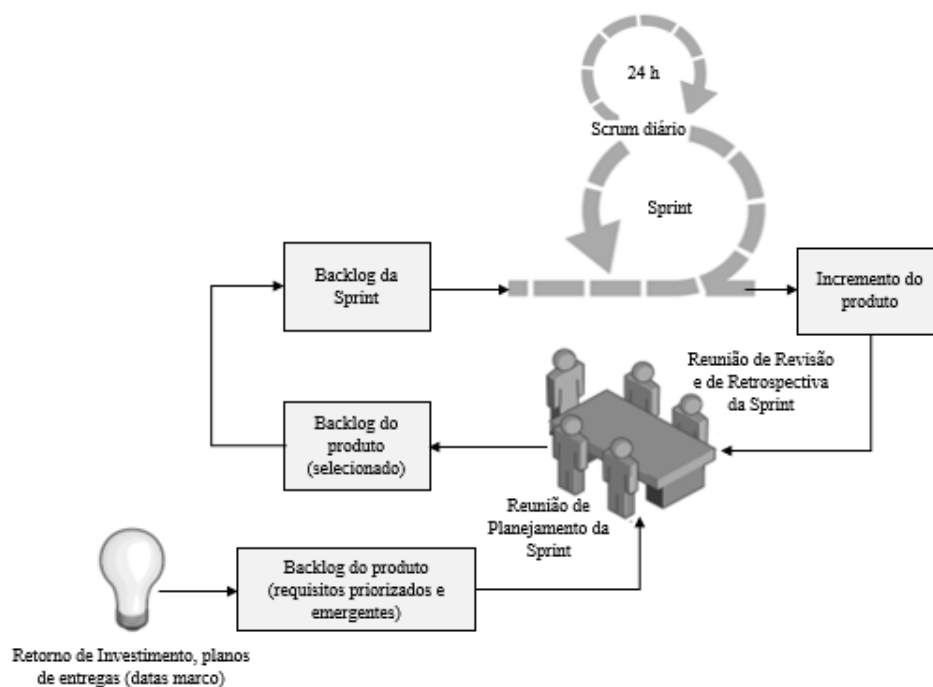 24 h
Scrum diário
Sprint
Backlog da
Sprint
Incremento do
produto
Reunião de Revisão
e de Retrospectiva
da Sprint
Backlog do
produto
(selecionado)
Reunião de
Planejamento da
Sprint
Backlog do produto
(requisitos priorizados e
emergentes)
Retorno de Investimento, planos
de entregas (datas marco)